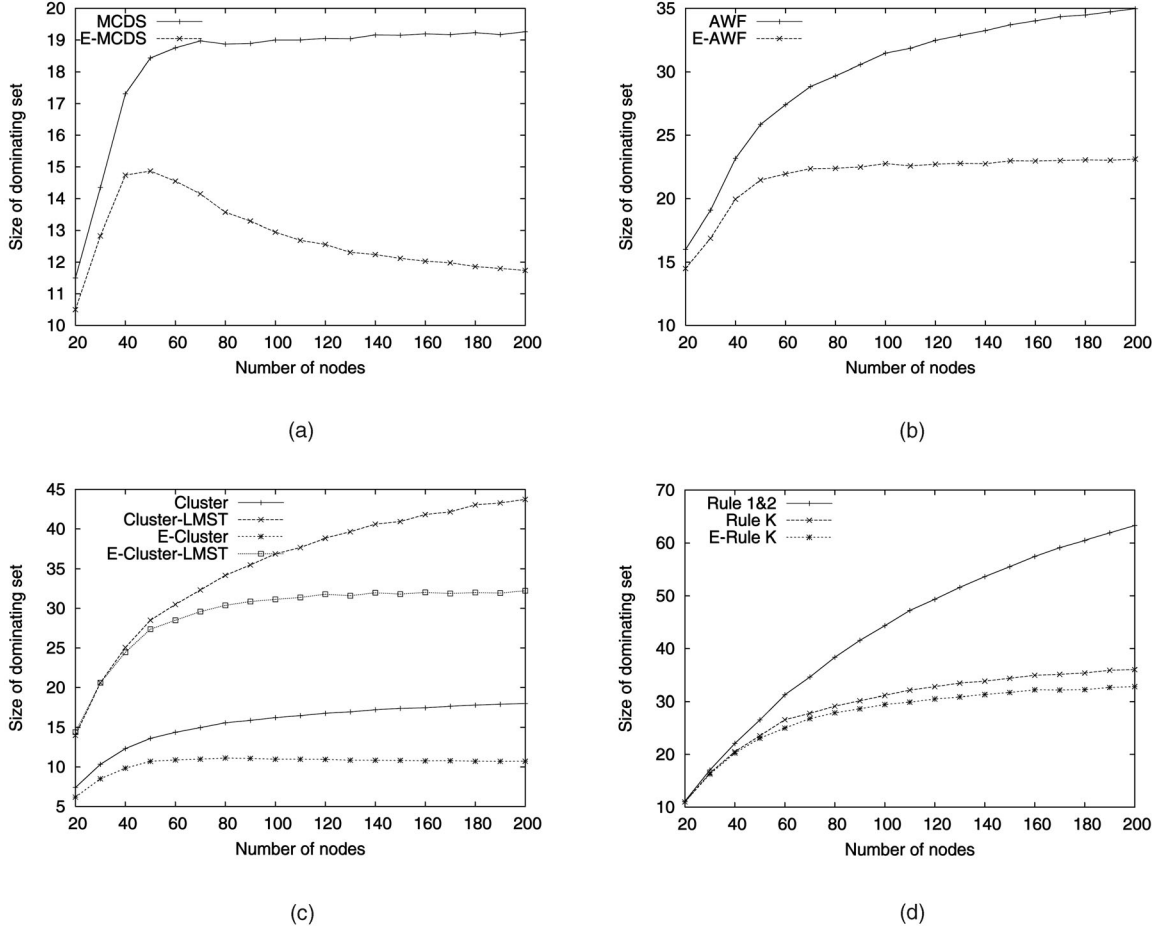 MCDS
E-MCDS
20
19
18
17
16
15
14
13
12
11
10
Size of dominating set
20 40 60 80 100 120 140 160 180 200
Number of nodes
(a)
AWF
E-AWF
35
30
25
20
15
10
Size of dominating set
20 40 60 80 100 120 140 160 180 200
Number of nodes
(b)
Cluster
Cluster-LMST
E-Cluster
E-Cluster-LMST
45
40
35
30
25
20
15
10
5
Size of dominating set
20 40 60 80 100 120 140 160 180 200
Number of nodes
(c)
Rule 1&2
Rule K
E-Rule K
70
60
50
40
30
20
10
Size of dominating set
20 40 60 80 100 120 140 160 180 200
Number of nodes
(d)